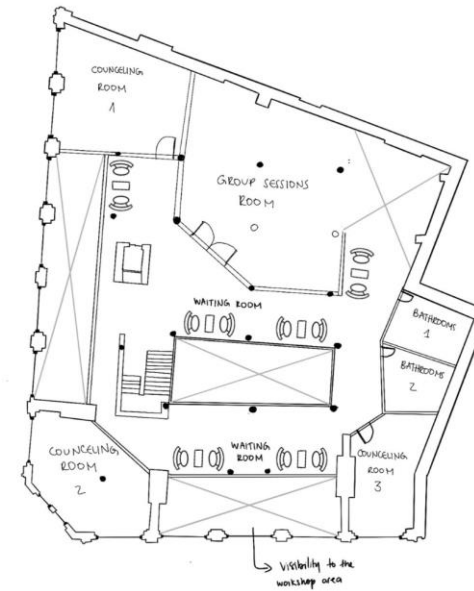 COUNCELING
ROOM
1
GROUP SESSIONS
ROOM
WAITING ROOM
BATHROOMS
1
BATHROOMS
2
COUNCELING
ROOM
2
WAITING
ROOM
COUNCELING
ROOM
3
Visibility to the
workshop area